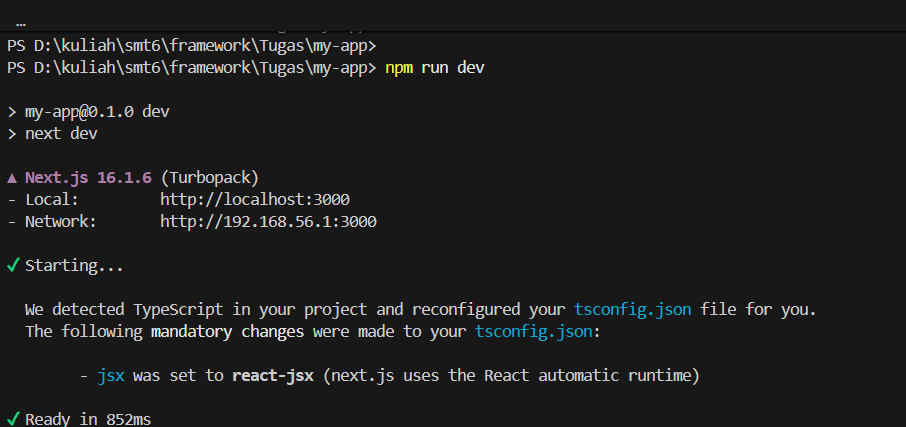 ...
PS D:\kuliah\smt6\framework\Tugas\my-app>
PS D:\kuliah\smt6\framework\Tugas\my-app> npm run dev
> my-app@0.1.0 dev
> next dev
▲ Next.js 16.1.6 (Turbopack)
- Local: http://localhost:3000
- Network: http://192.168.56.1:3000
✓ Starting...
We detected TypeScript in your project and reconfigured your tsconfig.json file for you.
The following mandatory changes were made to your tsconfig.json:
- jsx was set to react-jsx (next.js uses the React automatic runtime)
✓ Ready in 852ms